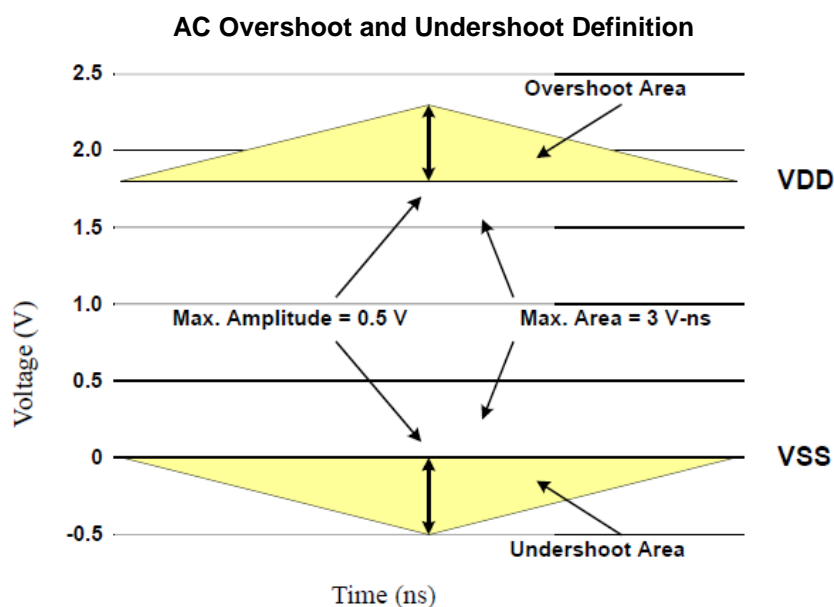 AC Overshoot and Undershoot Definition
2.5
Overshoot Area
2.0
VDD
1.5
1.0
Max. Amplitude = 0.5 V
Max. Area = 3 V-ns
Voltage (V)
0.5
0
VSS
-0.5
Undershoot Area
Time (ns)